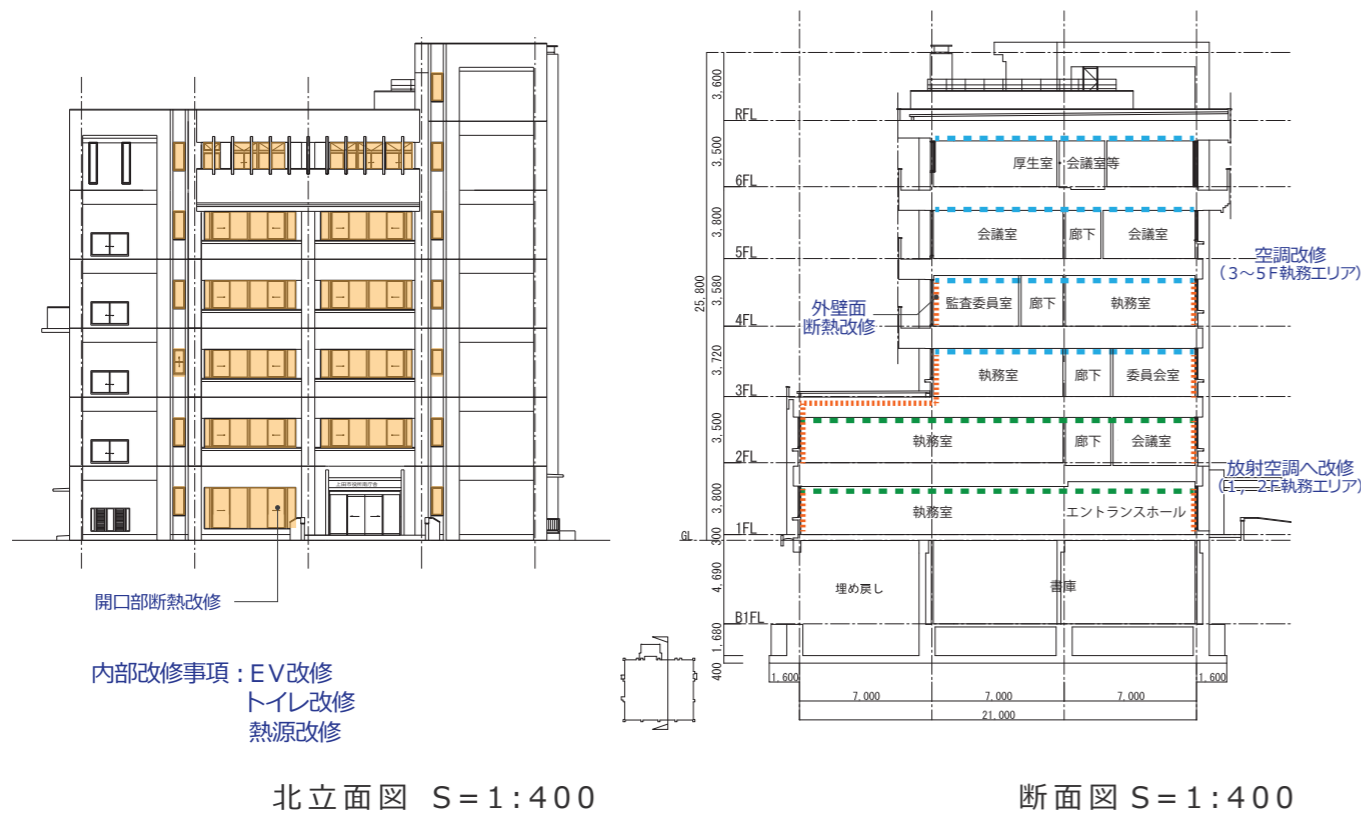 上田市役所南庁舎
開口部断熱改修
内部改修事項：EV改修
トイレ改修
熱源改修
北立面図 S=1:400
3,600
RFL
3,500
厚生室・会議室等
6FL
3,800
会議室
廊下
会議室
5FL
空調改修
（3～5F執務エリア）
25,800
3,580
外壁面
断熱改修
監査委員室
廊下
執務室
4FL
3,720
執務室
廊下
委員会室
3FL
3,500
執務室
廊下
会議室
2FL
放射空調へ改修
（1，2F執務エリア）
3,800
執務室
エントランスホール
1FL
GL
300
4,690
埋め戻し
書庫
B1FL
1,680
400
1,600
7,000
7,000
7,000
1,600
21,000
断面図 S=1:400